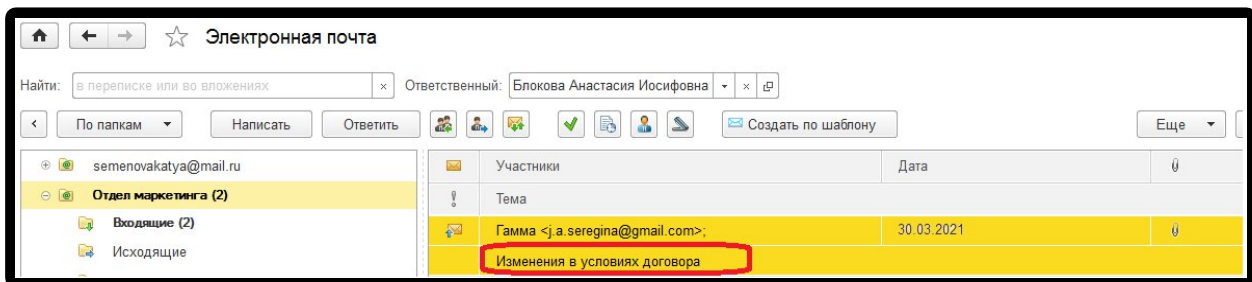 Электронная почта
Найти: в переписке или во вложениях × Ответственный: Блокова Анастасия Иосифовна
По папкам Написать Ответить Создать по шаблону Еще
semenovakatya@mail.ru Участники Дата
Отдел маркетинга (2) Тема
Входящие (2) Гамма <j.a.seregina@gmail.com>; 30.03.2021
Исходящие Изменения в условиях договора